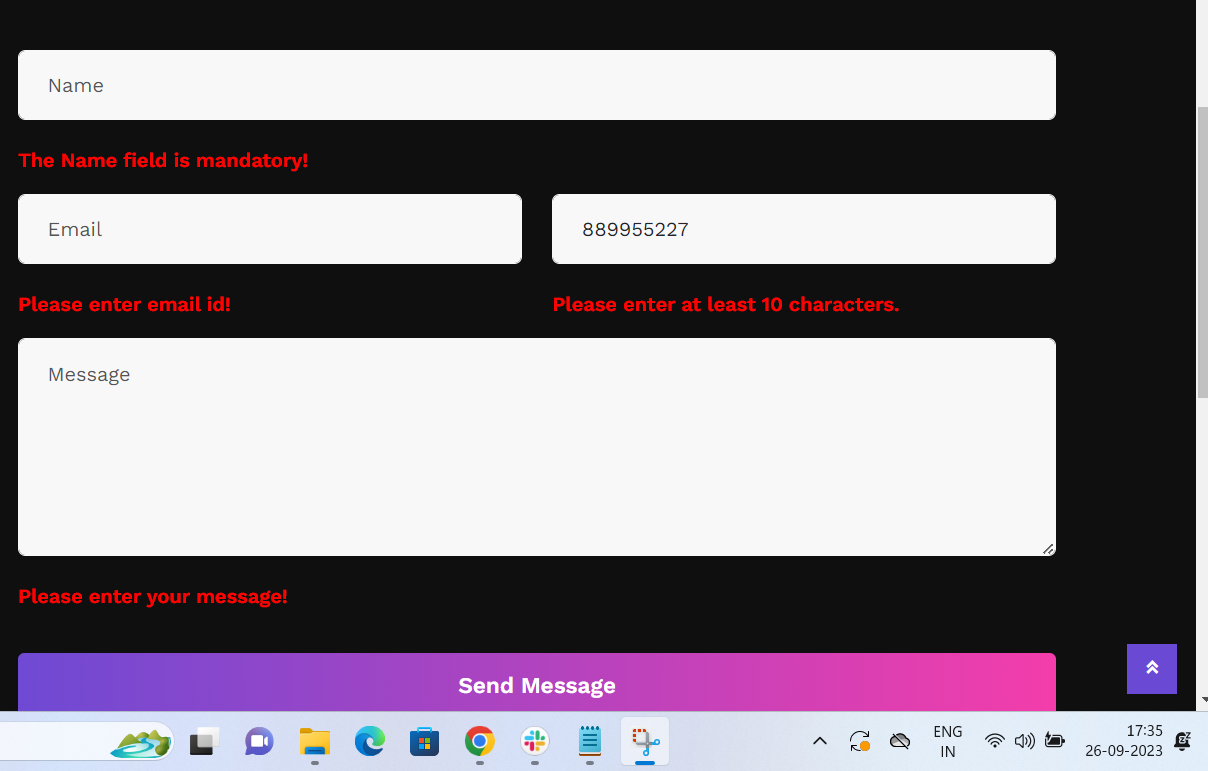 Name
The Name field is mandatory!
Email
889955227
Please enter email id!
Please enter at least 10 characters.
Message
Please enter your message!
Send Message
ENG
IN
17:35
26-09-2023